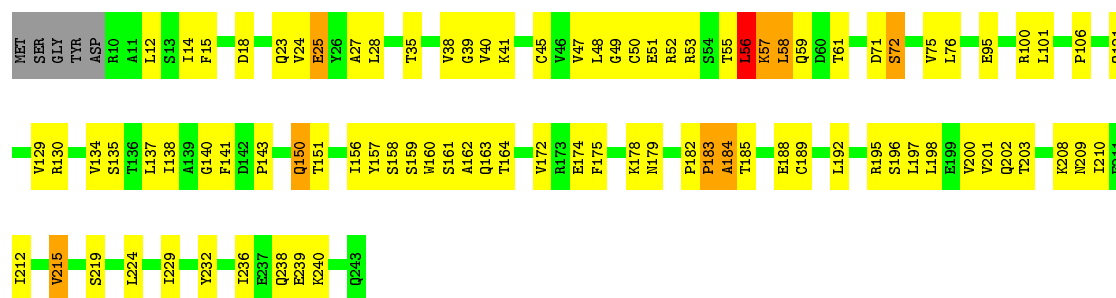 MET SER GLY TYR ASP R10 A11 L12 S13 I14 F15 D18 Q23 V24 E25 Y26 A27 L28 T35 V38 G39 V40 K41 C45 V46 V47 L48 G49 C50 E51 R52 R53 S54 T55 L56 K57 L58 Q59 D60 T61 D71 S72 V75 L76 E95 R100 L101 P106
V129 R130 V134 S135 T136 L137 I138 A139 G140 F141 D142 P143 Q150 T151 I156 Y157 S158 S159 W160 S161 A162 Q163 T164 V172 R173 E174 F175 K178 N179 P182 P183 A184 T185 E188 C189 L192 R195 S196 L197 L198 E199 V200 V201 Q202 T203 K208 N209 I210
I212 V215 S219 L224 I229 Y232 I236 E237 Q238 E239 K240 Q243